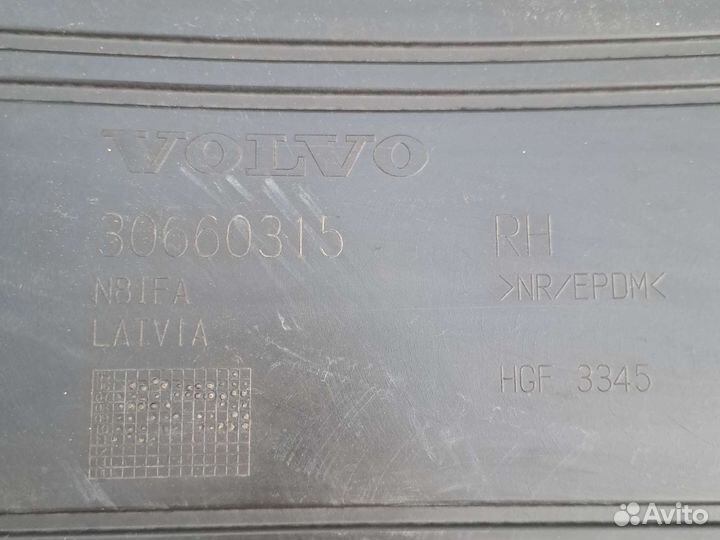 VOLVO
30660315 RH
N81FA >NR/EPDM<
LATVIA
HGF 3345
Avito